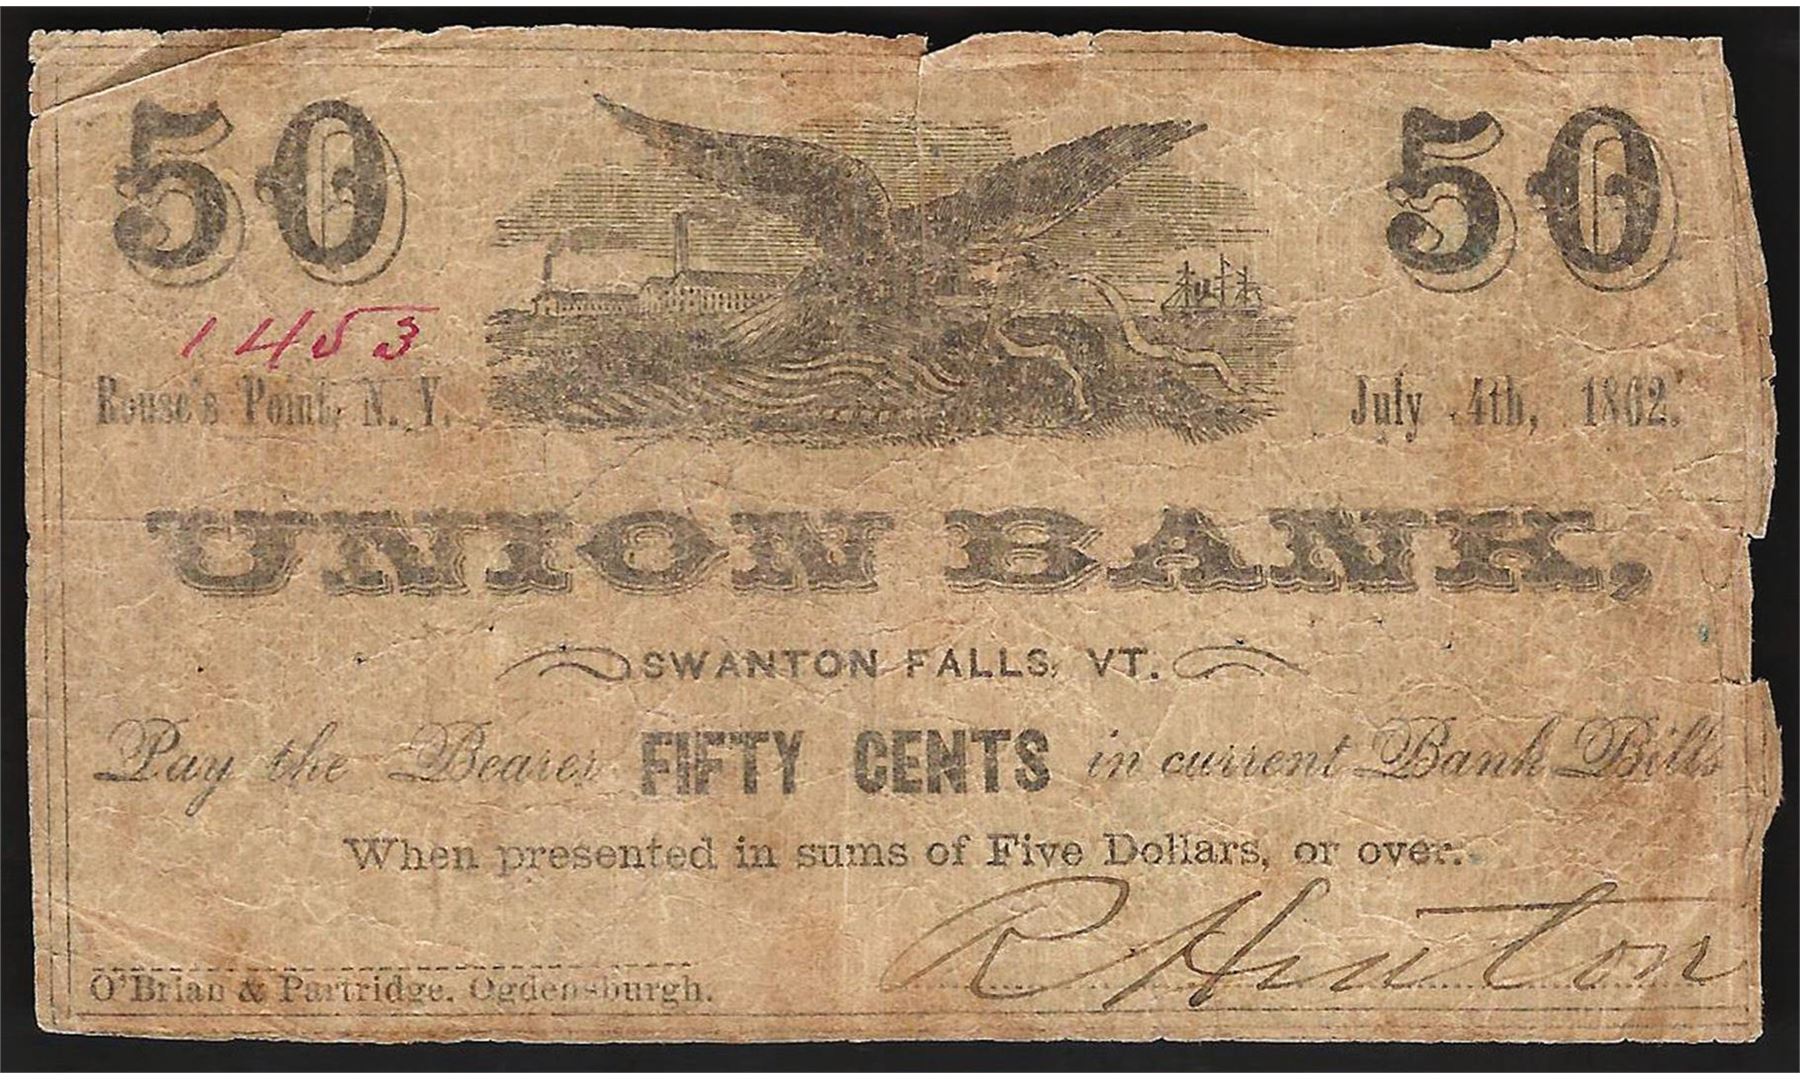 50 50
1453
Rouse's Point, N. Y. July 4th, 1862.
UNION BANK,
SWANTON FALLS, VT.
Pay the Bearer FIFTY CENTS in current Bank Bills
When presented in sums of Five Dollars, or over.
R Hinton
O'Brian & Partridge. Ogdensburgh.